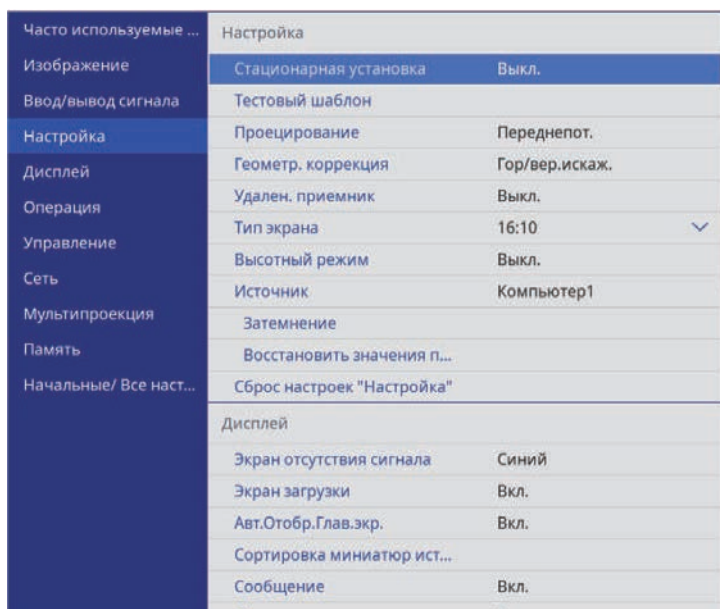 Часто используемые ...
Изображение
Ввод/вывод сигнала
Настройка
Дисплей
Операция
Управление
Сеть
Мультипроекция
Память
Начальные/ Все наст...
Настройка
Стационарная установка Выкл.
Тестовый шаблон
Проецирование Переднепот.
Геометр. коррекция Гор/вер.искаж.
Удален. приемник Выкл.
Тип экрана 16:10
Высотный режим Выкл.
Источник Компьютер1
Затемнение
Восстановить значения п...
Сброс настроек "Настройка"
Дисплей
Экран отсутствия сигнала Синий
Экран загрузки Вкл.
Авт.Отобр.Глав.экр. Вкл.
Сортировка миниатюр ист...
Сообщение Вкл.